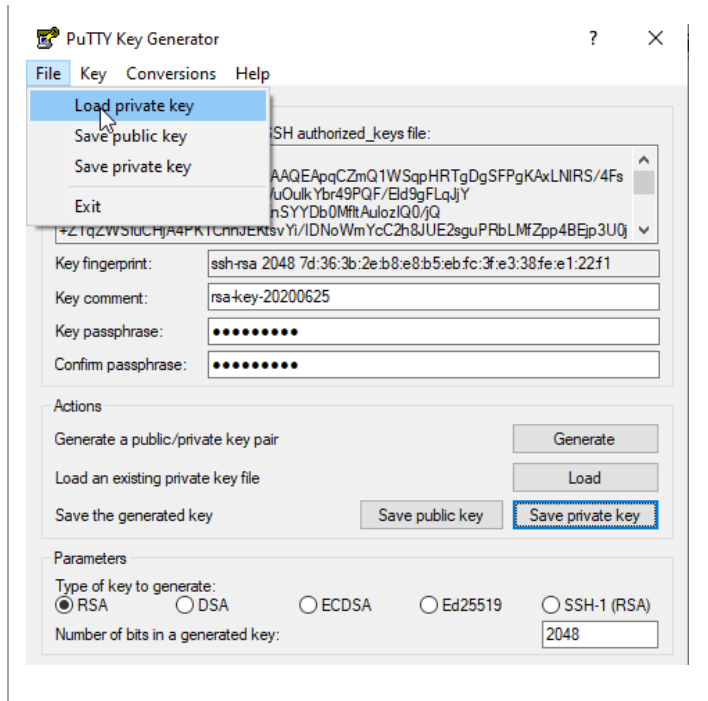 PuTTY Key Generator ? ×
File Key Conversions Help
Load private key
Save public key
Save private key
Exit
SSH authorized_keys file:
AAQEApqCZmQ1WSqpHRTgDgSFPgKAxLNIRS/4Fs
uOulkYbr49PQF/Eld9gFLqJjY
nSYYDb0MfltAulozIQ0/jQ
+ZTqZWSluCHjA4PKTChnJEKtsvYi/IDNoWmYcC2h8JUE2sguPRbLMfZpp4BEjp3U0j
Key fingerprint: ssh-rsa 2048 7d:36:3b:2e:b8:e8:b5:eb:fc:3f:e3:38:fe:e1:22:f1
Key comment: rsa-key-20200625
Key passphrase: ●●●●●●●●●
Confirm passphrase: ●●●●●●●●●
Actions
Generate a public/private key pair Generate
Load an existing private key file Load
Save the generated key Save public key Save private key
Parameters
Type of key to generate:
RSA DSA ECDSA Ed25519 SSH-1 (RSA)
Number of bits in a generated key: 2048